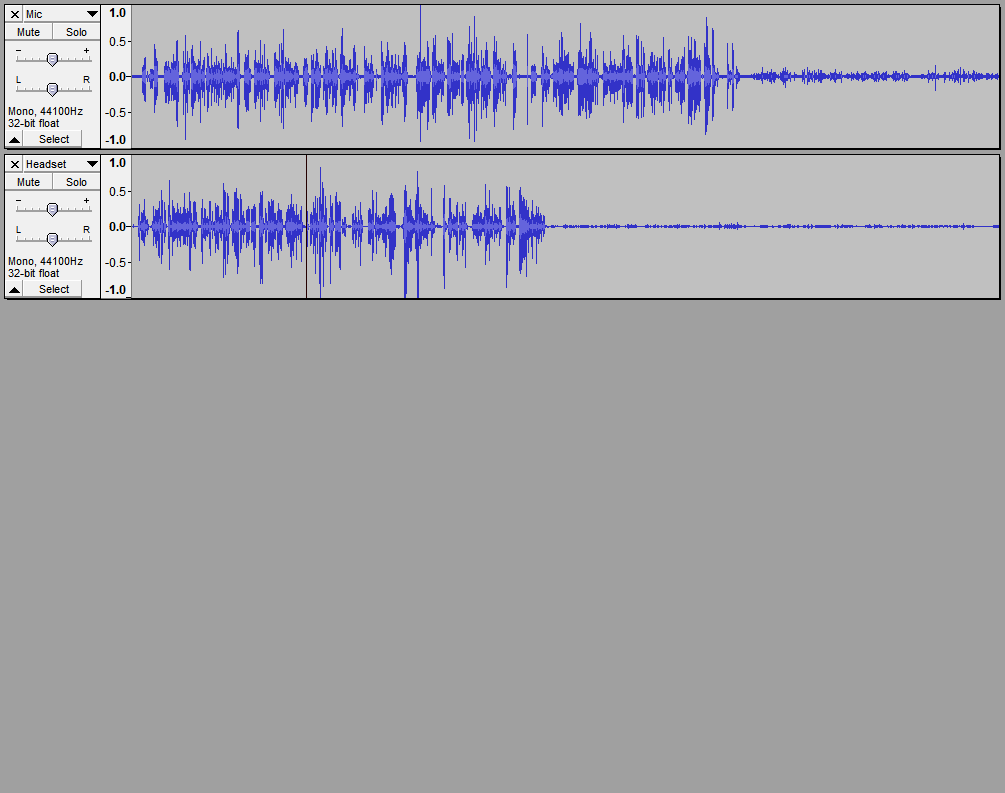 Mic
Mute Solo
- +
L R
Mono, 44100Hz
32-bit float
Select
1.0
0.5-
0.0-
-0.5-
-1.0
Headset
Mute Solo
- +
L R
Mono, 44100Hz
32-bit float
Select
1.0
0.5-
0.0-
-0.5-
-1.0